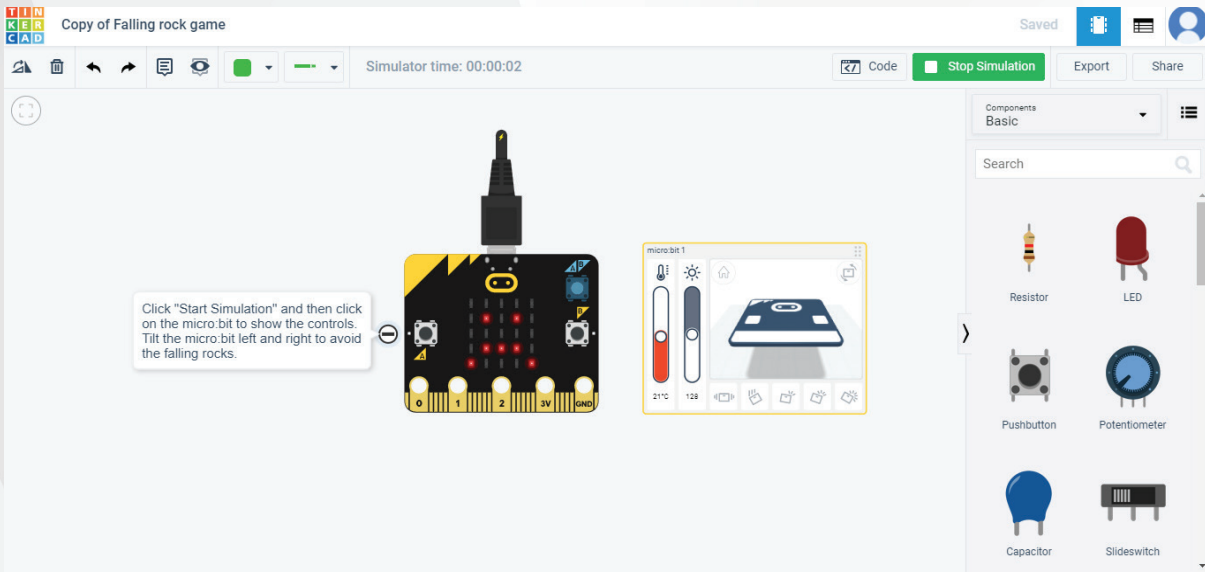 TIN
KER
CAD
Copy of Falling rock game
Saved
Simulator time: 00:00:02
Code
Stop Simulation
Export
Share
Components
Basic
Search
Click "Start Simulation" and then click
on the micro:bit to show the controls.
Tilt the micro:bit left and right to avoid
the falling rocks.
A B
B
A
0 1 2 3V GND
micro:bit 1
21°C 128
Resistor
LED
Pushbutton
Potentiometer
Capacitor
Slideswitch